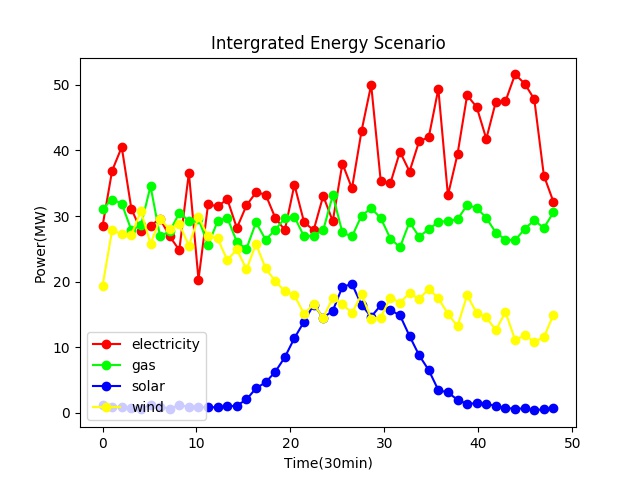 Intergrated Energy Scenario
Power(MW)
50
40
30
20
10
0
electricity
gas
solar
wind
0 10 20 30 40 50
Time(30min)